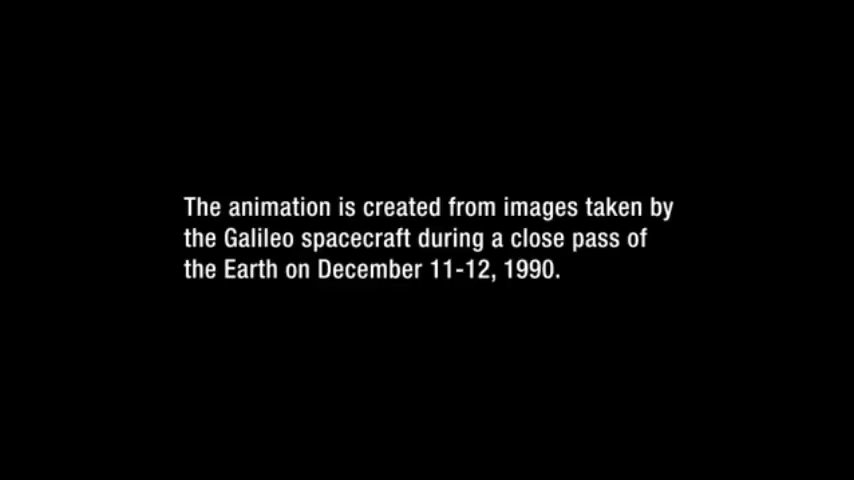 The animation is created from images taken by
the Galileo spacecraft during a close pass of
the Earth on December 11-12, 1990.